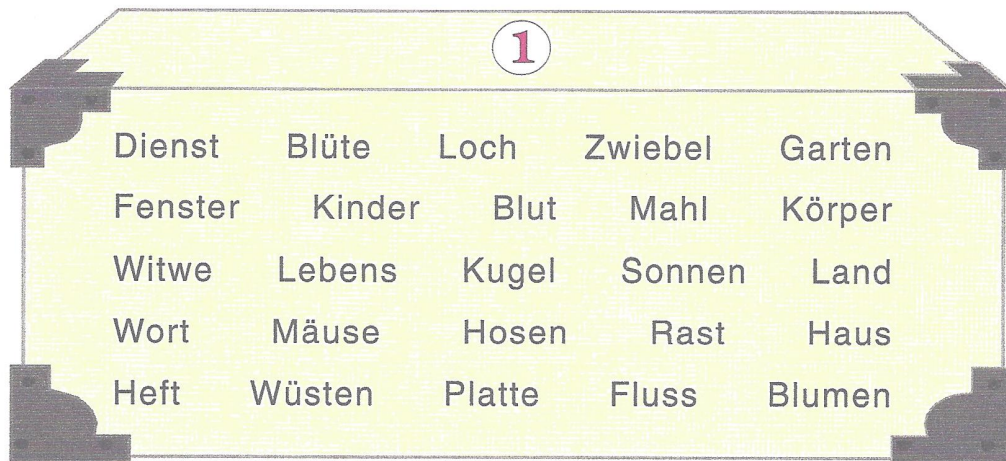 1
Dienst Blüte Loch Zwiebel Garten
Fenster Kinder Blut Mahl Körper
Witwe Lebens Kugel Sonnen Land
Wort Mäuse Hosen Rast Haus
Heft Wüsten Platte Fluss Blumen